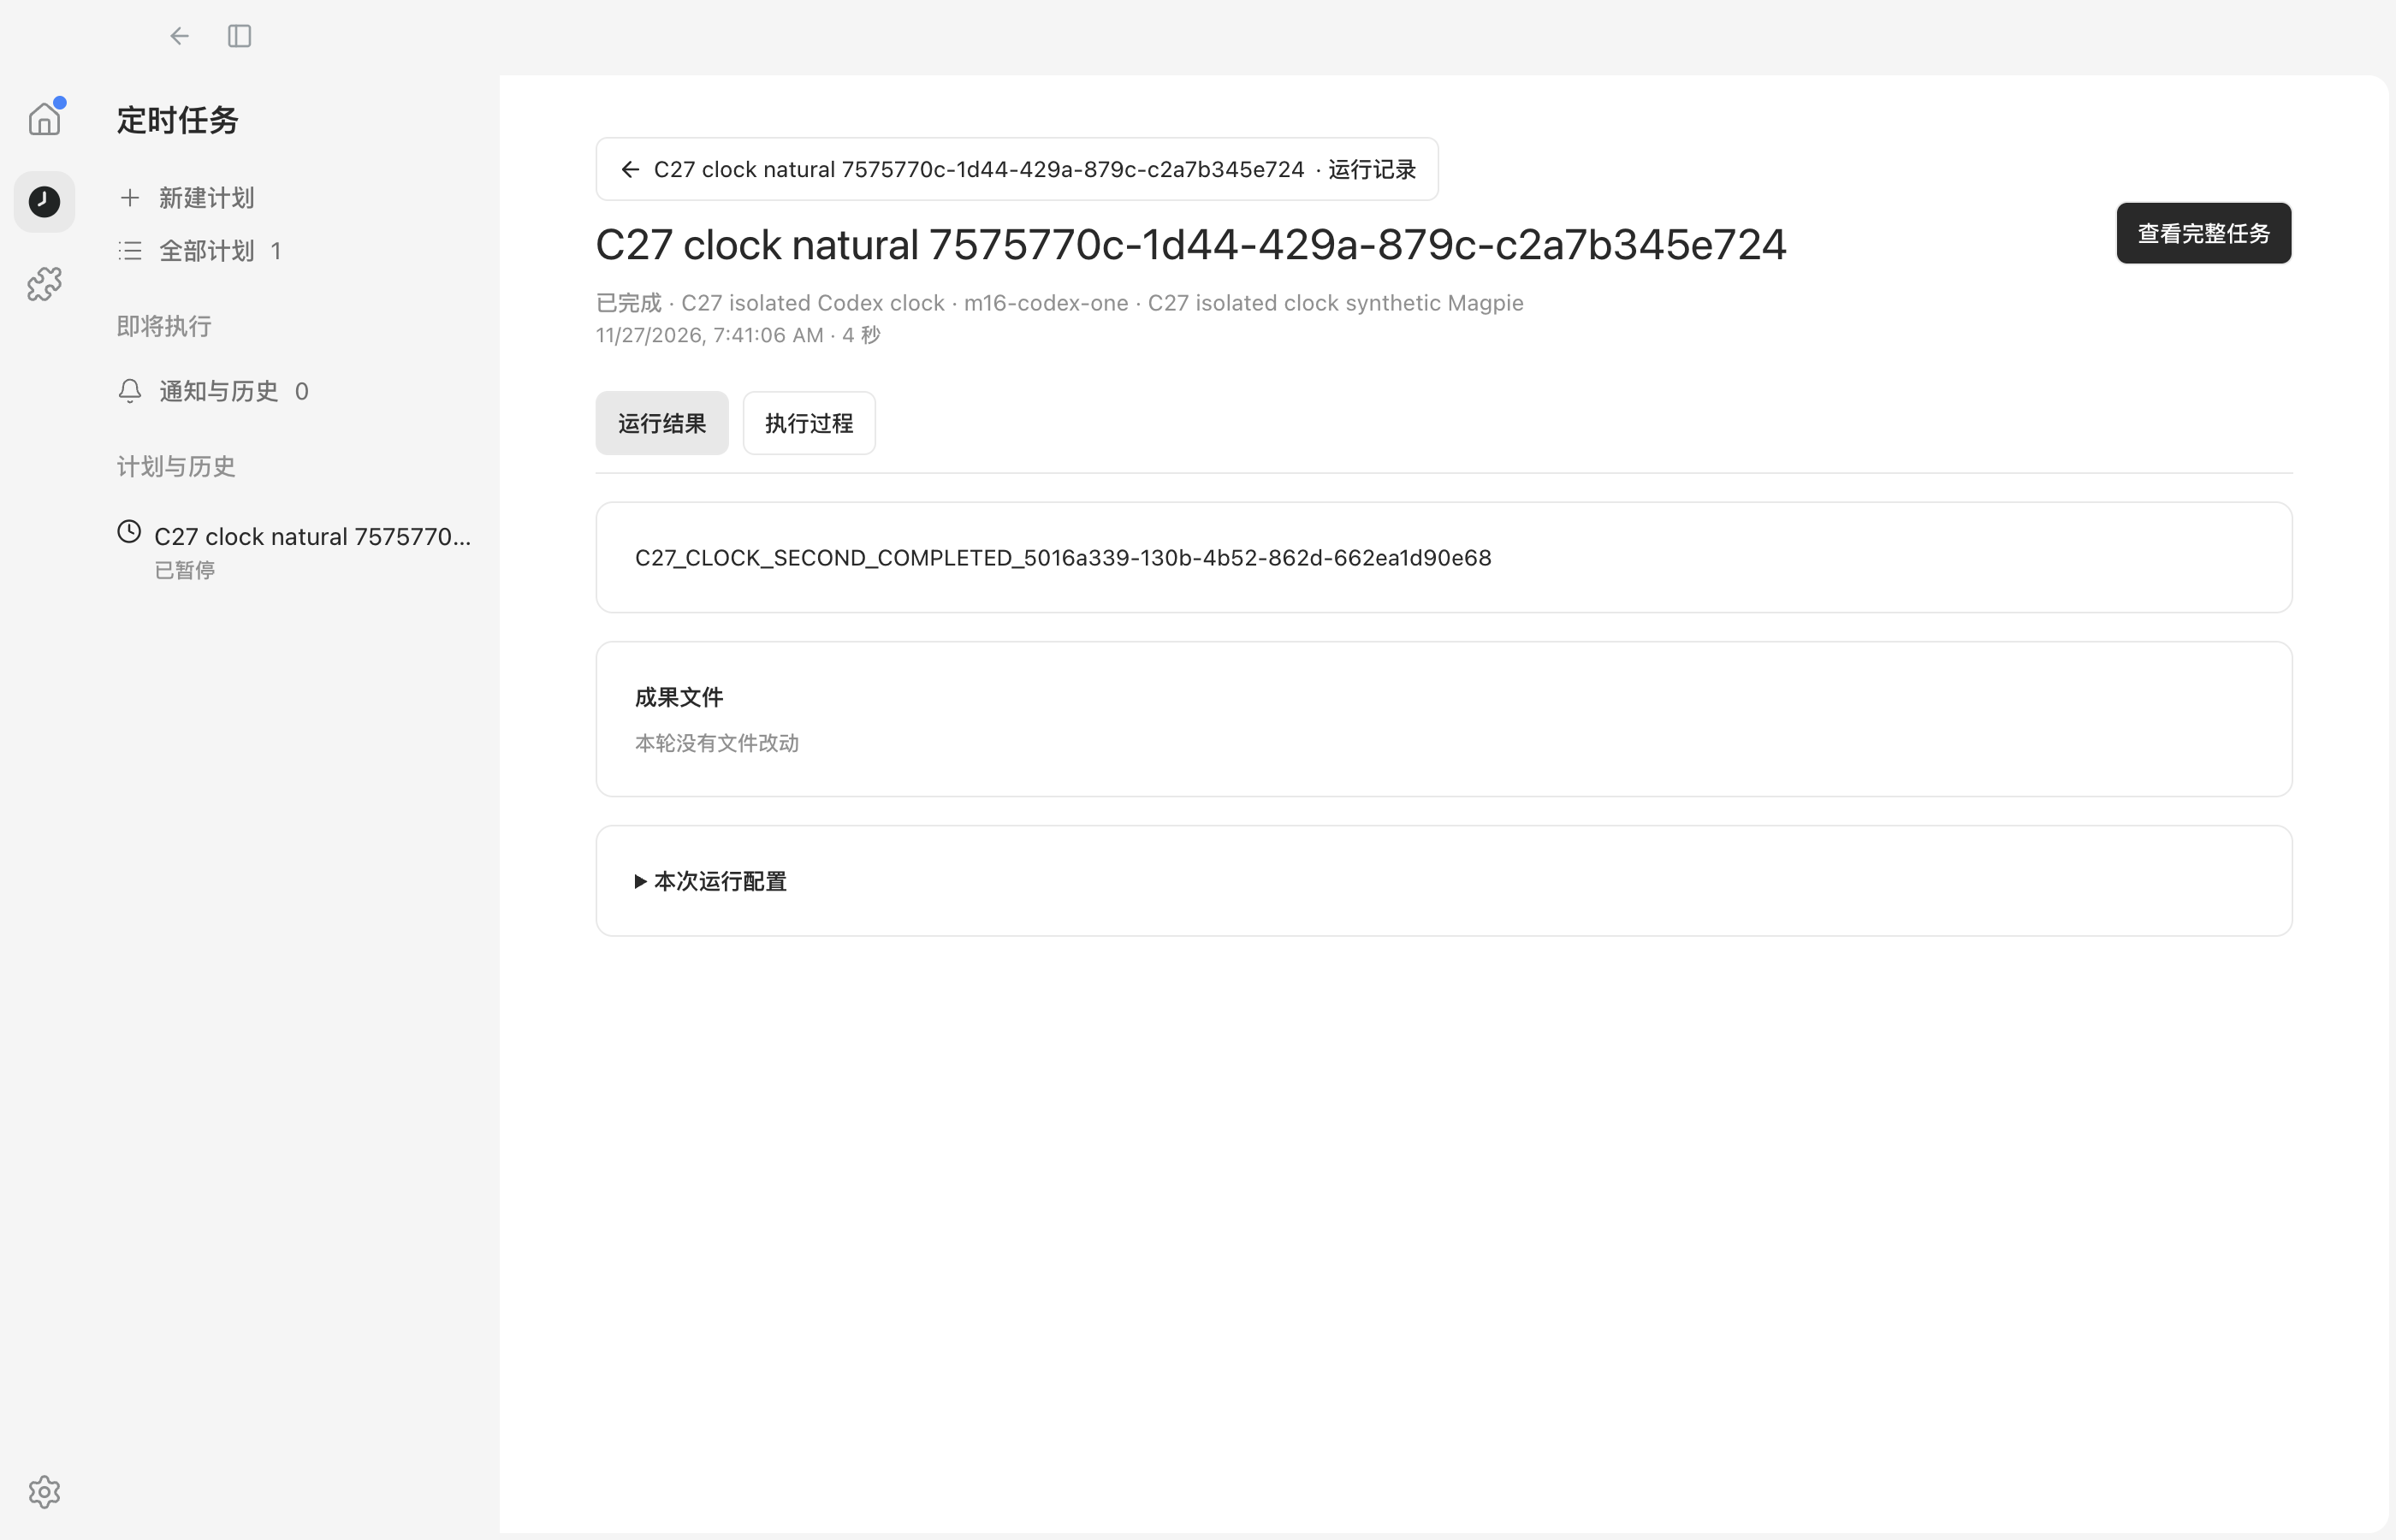 定时任务
新建计划
全部计划 1
即将执行
通知与历史 0
计划与历史
C27 clock natural 7575770...
已暂停
C27 clock natural 7575770c-1d44-429a-879c-c2a7b345e724 · 运行记录
C27 clock natural 7575770c-1d44-429a-879c-c2a7b345e724
查看完整任务
已完成 · C27 isolated Codex clock · m16-codex-one · C27 isolated clock synthetic Magpie
11/27/2026, 7:41:06 AM · 4 秒
运行结果
执行过程
C27_CLOCK_SECOND_COMPLETED_5016a339-130b-4b52-862d-662ea1d90e68
成果文件
本轮没有文件改动
本次运行配置